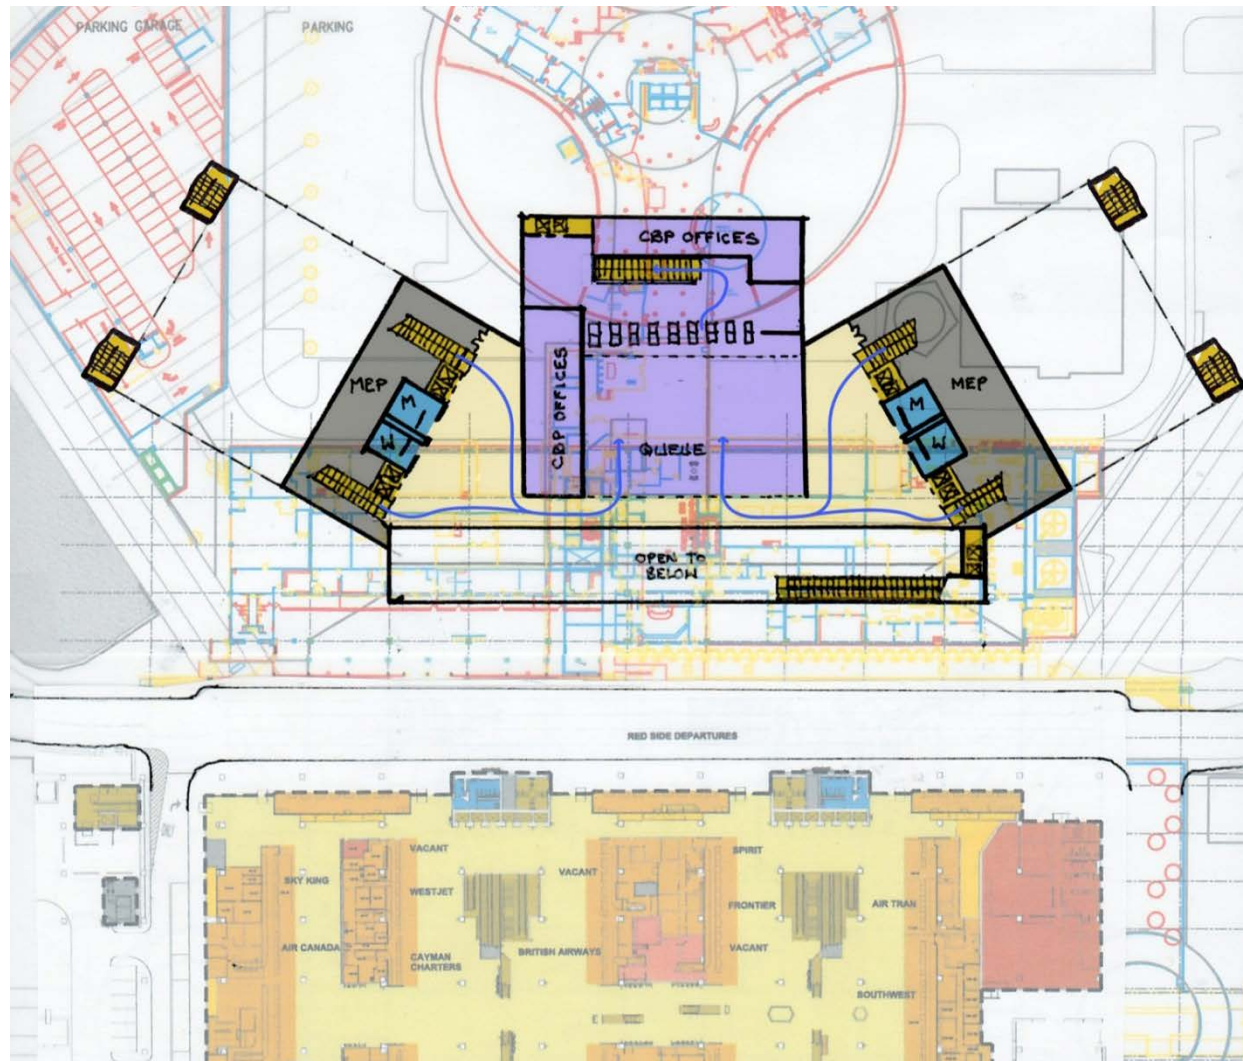 PARKING GARAGE
PARKING
CBP OFFICES
MEP
M
W
CBP OFFICES
QUEUE
MEP
M
W
OPEN TO
BELOW
RED SIDE DEPARTURES
VACANT
SKY KING
WESTJET
AIR CANADA
CAYMAN
CHARTERS
VACANT
BRITISH AIRWAYS
SPIRIT
FRONTIER
VACANT
AIR TRAN
SOUTHWEST